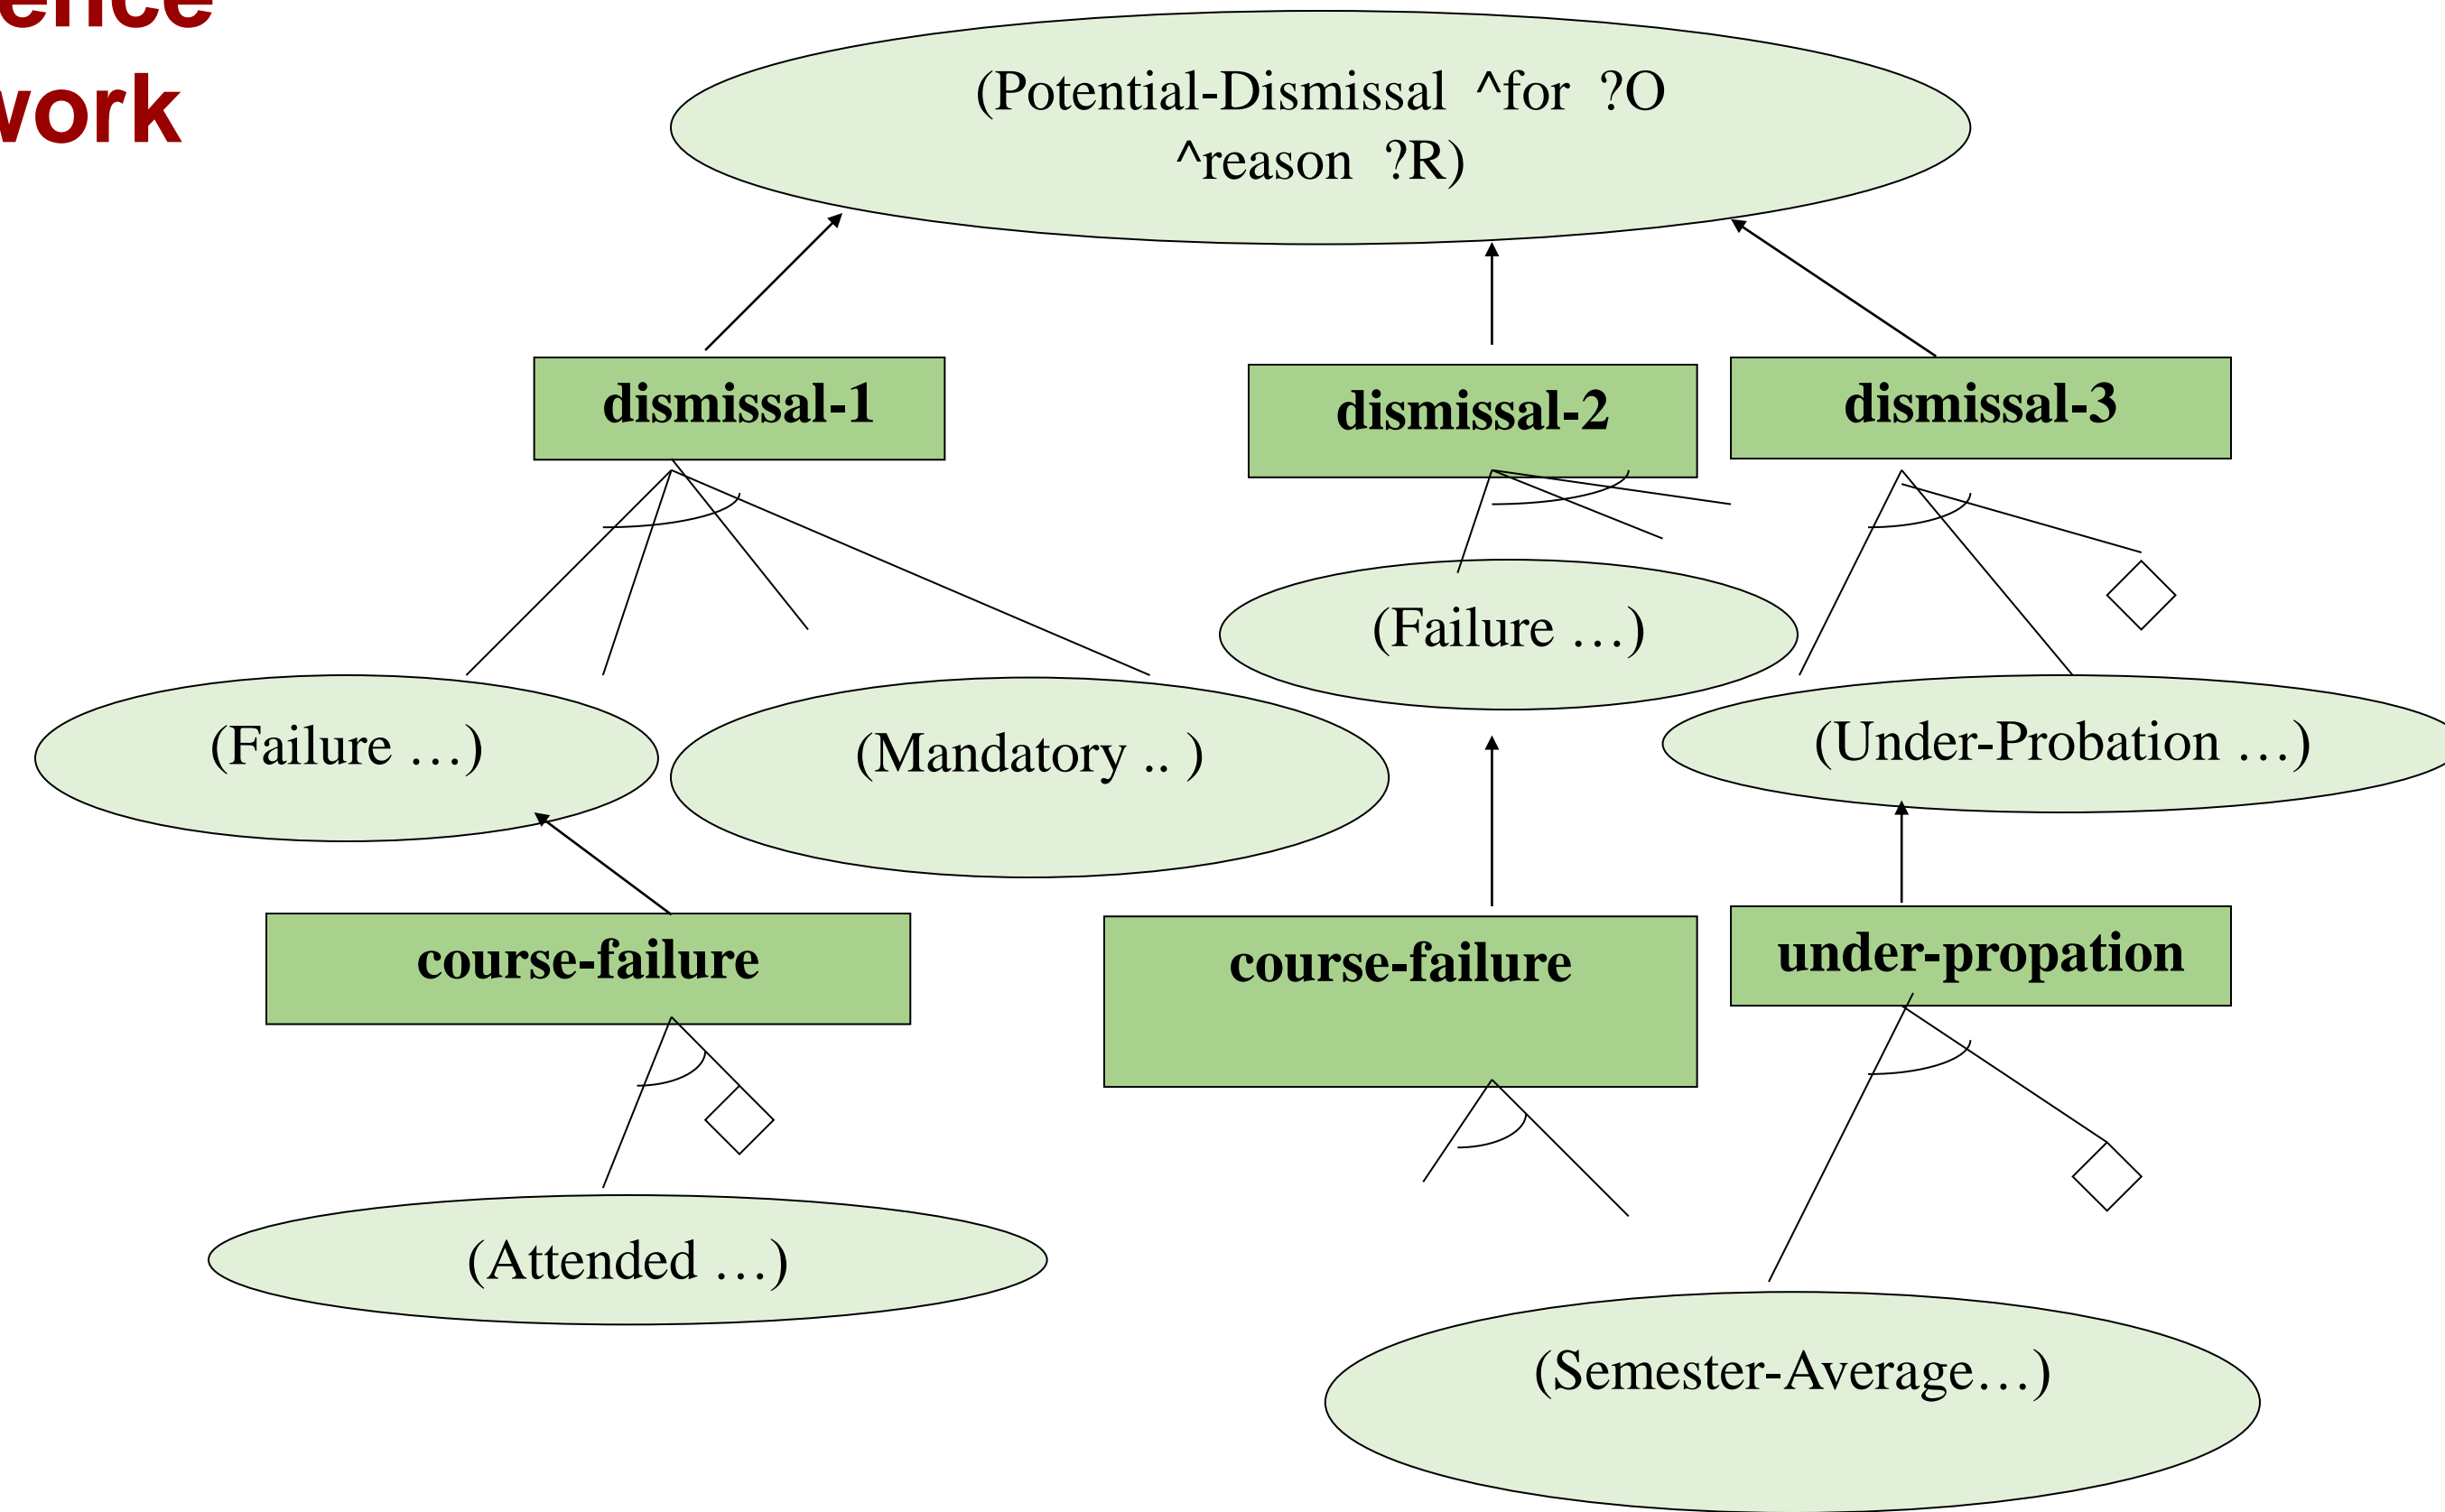 work
(Potential-Dismissal ^for ?O
^reason ?R)
dismissal-1
dismissal-2
dismissal-3
(Failure …)
(Failure …)
(Mandatory .. )
(Under-Probation …)
course-failure
course-failure
under-propation
(Attended …)
(Semester-Average…)